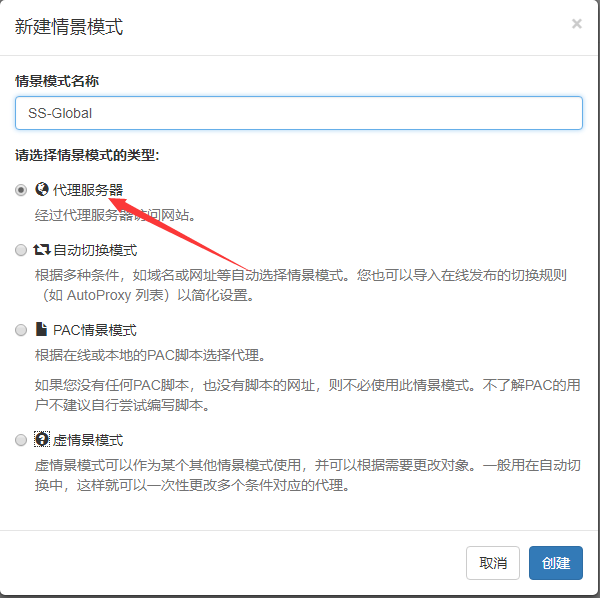 新建情景模式
×
情景模式名称
SS-Global
请选择情景模式的类型:
代理服务器
经过代理服务器访问网站。
自动切换模式
根据多种条件，如域名或网址等自动选择情景模式。您也可以导入在线发布的切换规则
（如 AutoProxy 列表）以简化设置。
PAC情景模式
根据在线或本地的PAC脚本选择代理。
如果您没有任何PAC脚本，也没有脚本的网址，则不必使用此情景模式。不了解PAC的用
户不建议自行尝试编写脚本。
虚情景模式
虚情景模式可以作为某个其他情景模式使用，并可以根据需要更改对象。一般用在自动切
换中，这样就可以一次性更改多个条件对应的代理。
取消
创建